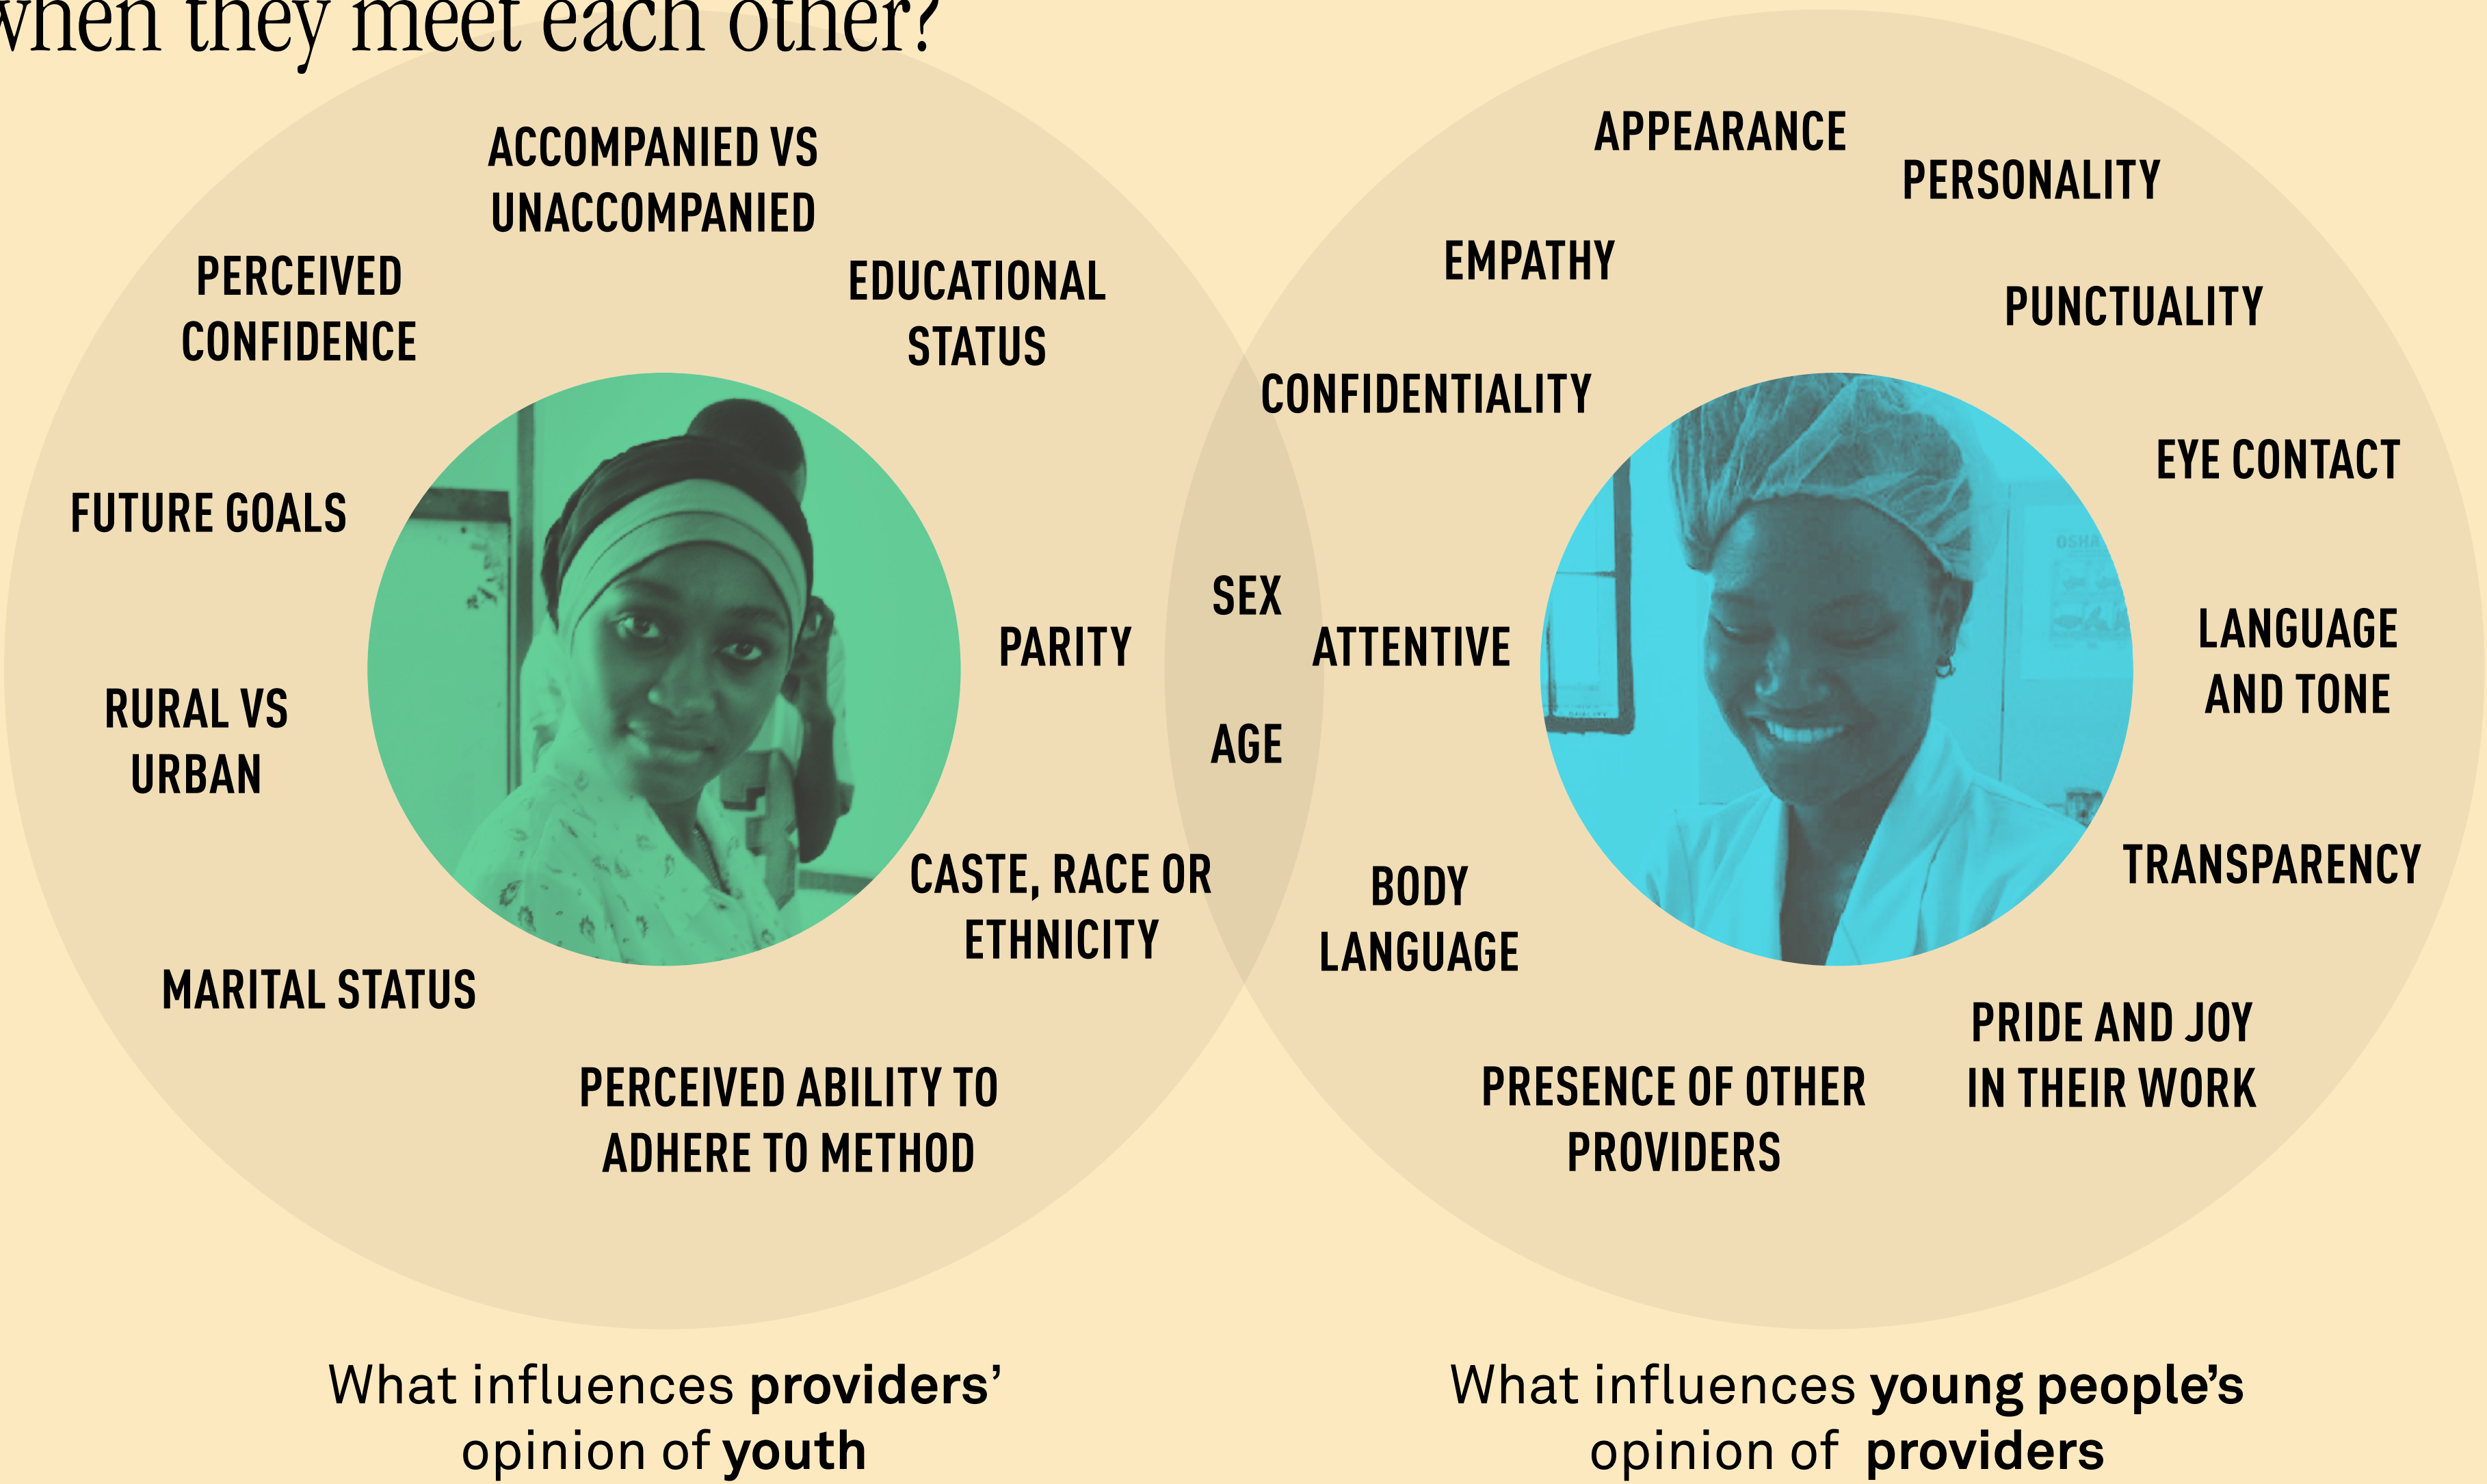 when they meet each other?
ACCOMPANIED VS
UNACCOMPANIED
PERCEIVED
CONFIDENCE
EDUCATIONAL
STATUS
FUTURE GOALS
PARITY
RURAL VS
URBAN
CASTE, RACE OR
ETHNICITY
MARITAL STATUS
PERCEIVED ABILITY TO
ADHERE TO METHOD
SEX
AGE
APPEARANCE
PERSONALITY
EMPATHY
PUNCTUALITY
CONFIDENTIALITY
EYE CONTACT
ATTENTIVE
LANGUAGE
AND TONE
OSHA
TRANSPARENCY
BODY
LANGUAGE
PRIDE AND JOY
IN THEIR WORK
PRESENCE OF OTHER
PROVIDERS
What influences providers’
opinion of youth
What influences young people’s
opinion of providers